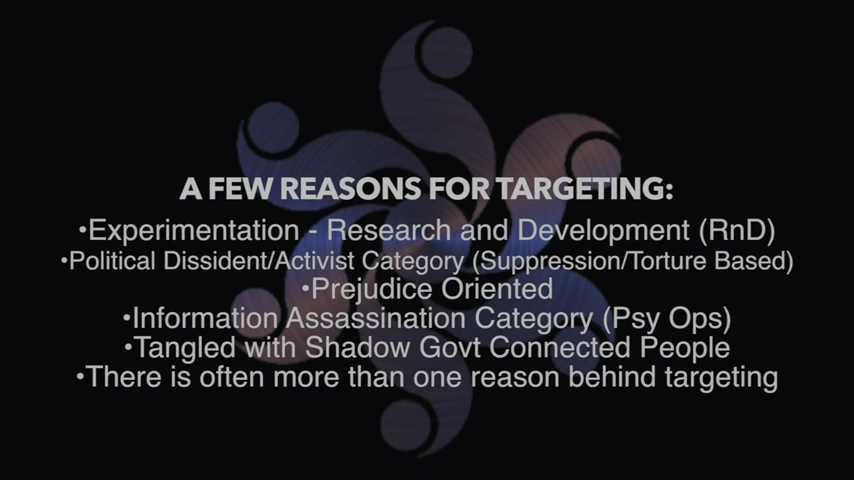 A FEW REASONS FOR TARGETING:
•Experimentation - Research and Development (RnD)
•Political Dissident/Activist Category (Suppression/Torture Based)
•Prejudice Oriented
•Information Assassination Category (Psy Ops)
•Tangled with Shadow Govt Connected People
•There is often more than one reason behind targeting